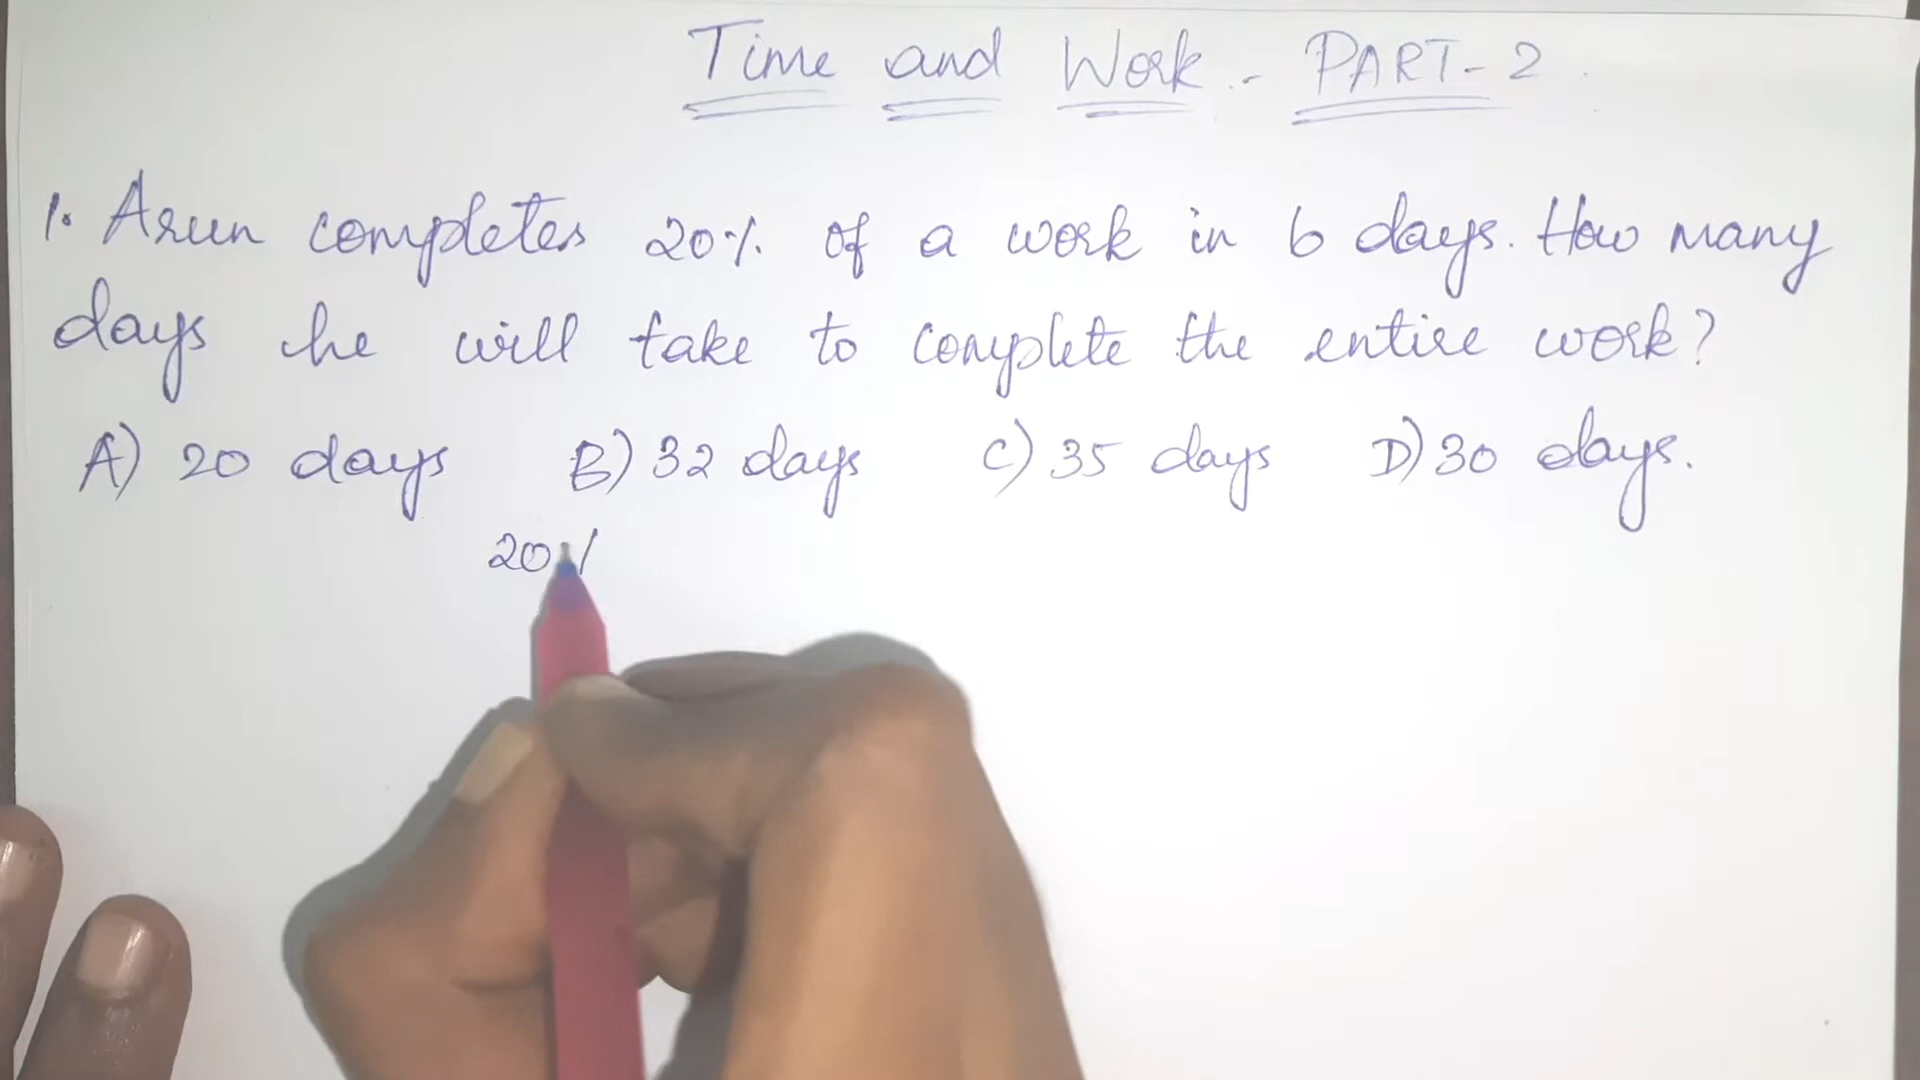 Time and Work - PART-2
1. Arun completes 20% of a work in 6 days. How many
days he will take to complete the entire work?
A) 20 days B) 32 days C) 35 days D) 30 days.
20%